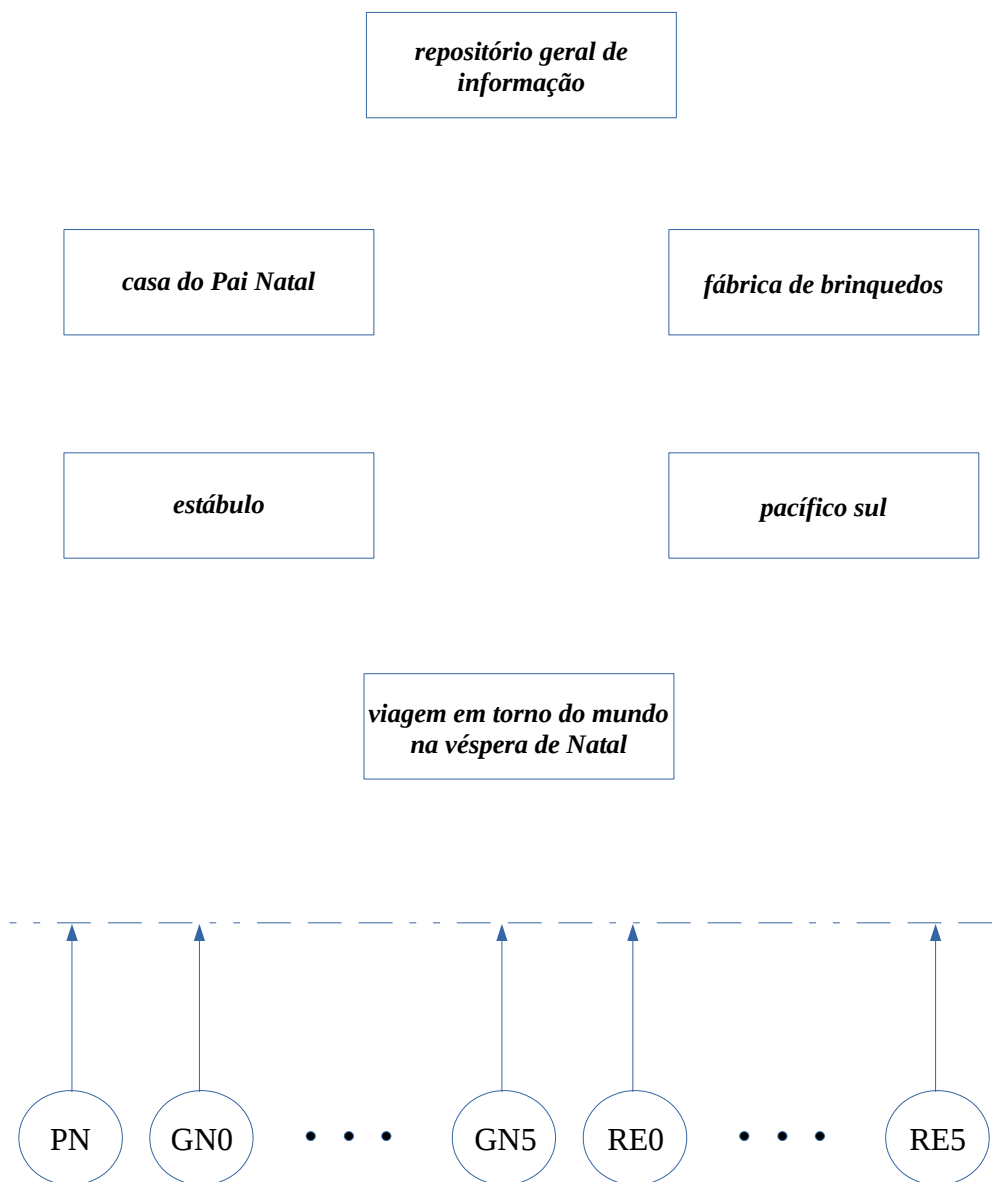 repositório geral de
informação
casa do Pai Natal
fábrica de brinquedos
estábulo
pacífico sul
viagem em torno do mundo
na véspera de Natal
PN
GN0
GN5
RE0
RE5